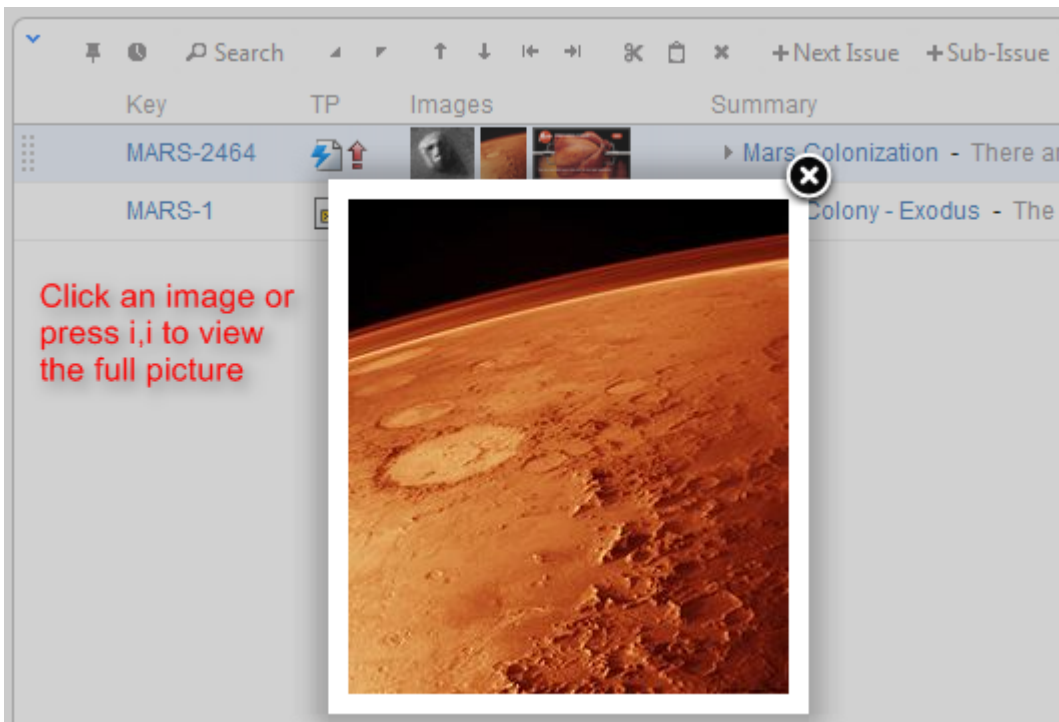 Search + Next Issue + Sub-Issue
Key TP Images Summary
MARS-2464 Mars Colonization - There
MARS-1 Colony - Exodus - The
Click an image or
press i,i to view
the full picture